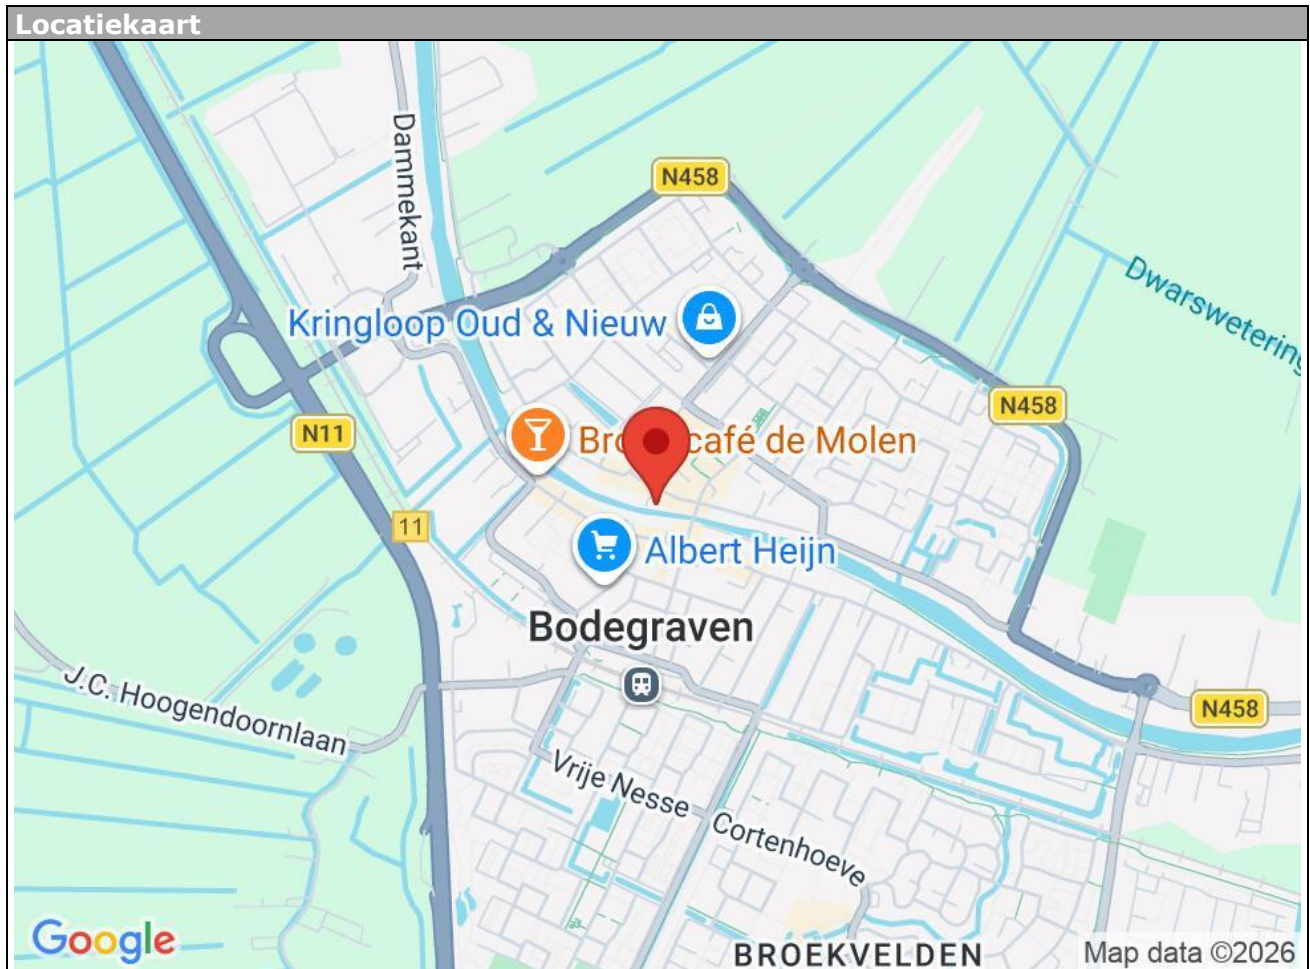 Locatiekaart
Dammekant
N458
Dwarswetering
Kringloop Oud & Nieuw
N458
N11
café de Molen
11
Albert Heijn
Bodegraven
J.C. Hoogendoornlaan
N458
Vrije Nesse
Cortenhoeve
Google
BROEKVELDEN
Map data ©2026